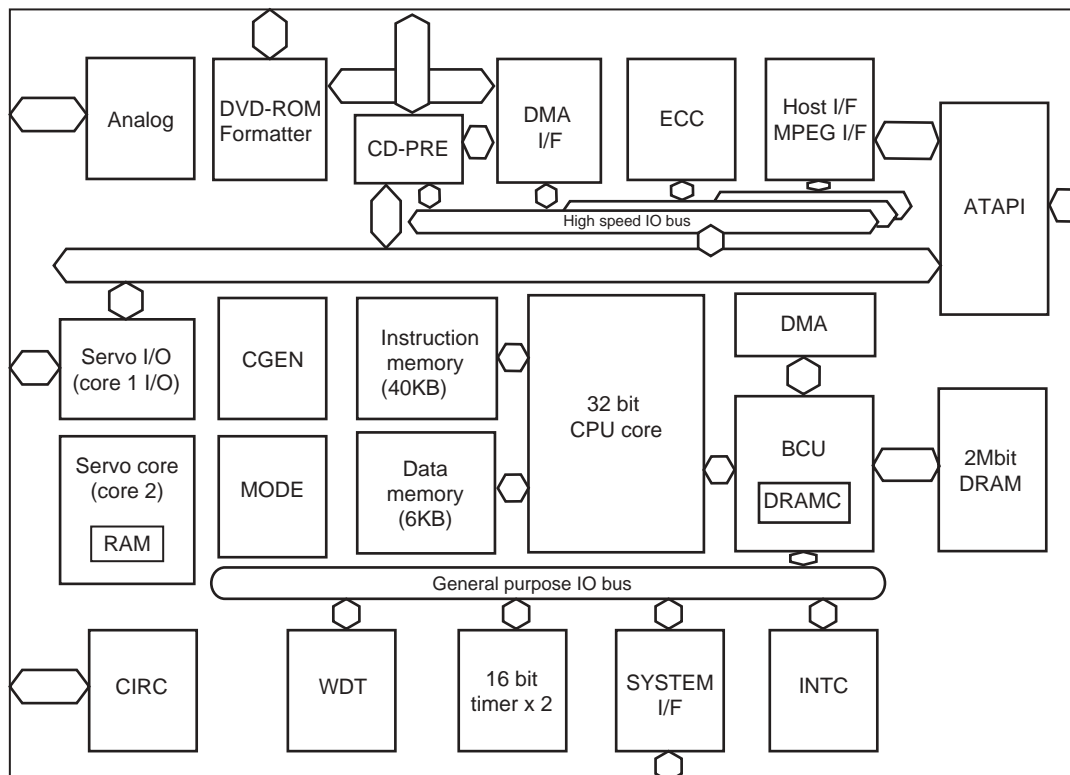 Analog
DVD-ROM
Formatter
CD-PRE
DMA
I/F
ECC
Host I/F
MPEG I/F
ATAPI
High speed IO bus
Servo I/O
(core 1 I/O)
CGEN
Instruction
memory
(40KB)
32 bit
CPU core
DMA
Servo core
(core 2)
RAM
MODE
Data
memory
(6KB)
BCU
DRAMC
2Mbit
DRAM
General purpose IO bus
CIRC
WDT
16 bit
timer x 2
SYSTEM
I/F
INTC